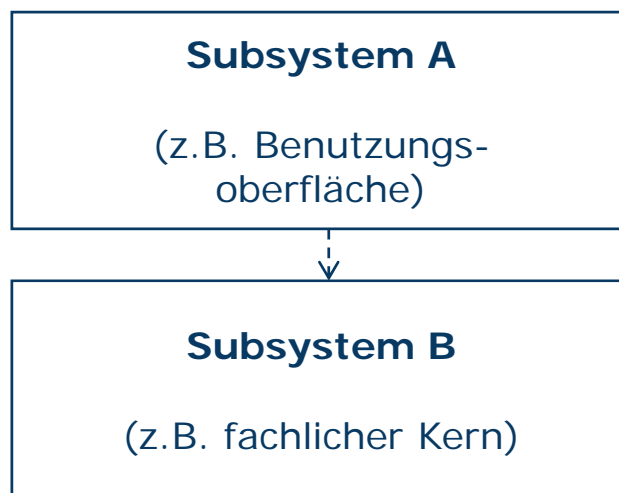 Subsystem A
(z.B. Benutzungs-
oberfläche)
Subsystem B
(z.B. fachlicher Kern)